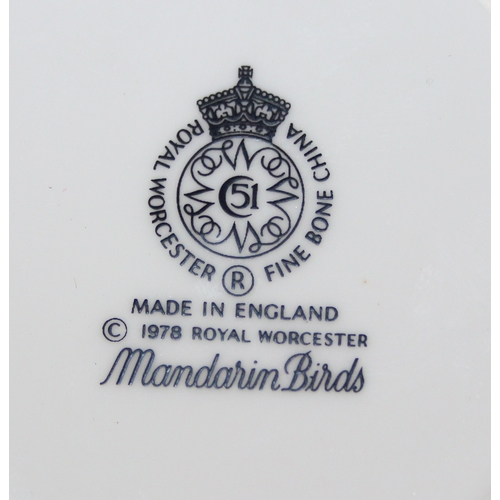 ROYAL WORCESTER ® FINE BONE CHINA
C 51
MADE IN ENGLAND
© 1978 ROYAL WORCESTER
Mandarin Birds